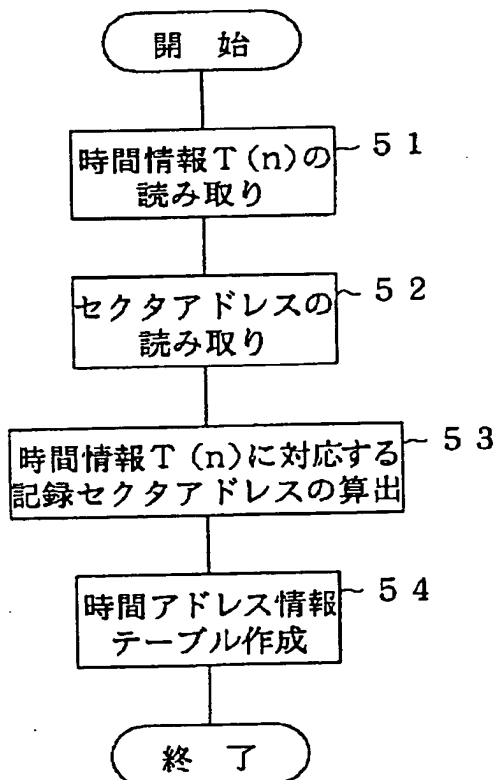 開 始
時間情報T(n)の
読み取り
51
セクタアドレスの
読み取り
52
時間情報T(n)に対応する
記録セクタアドレスの算出
53
時間アドレス情報
テーブル作成
54
終 了